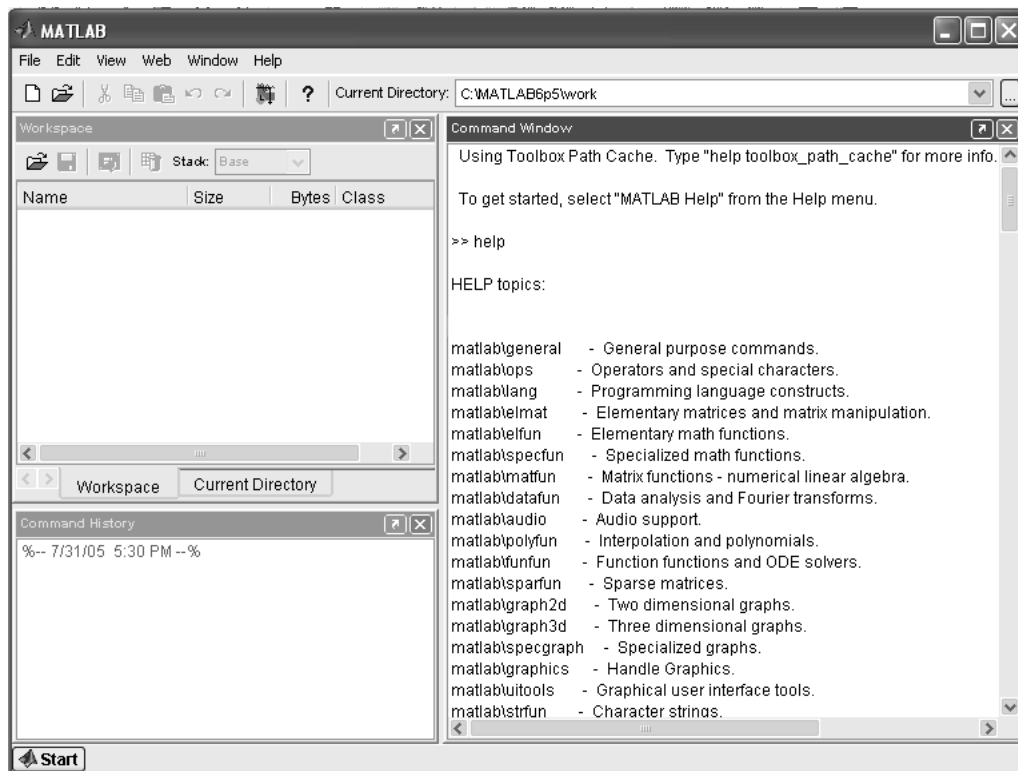 MATLAB
File Edit View Web Window Help
? Current Directory: C:\MATLAB6p5\work ...
Workspace
Stack: Base
Name Size Bytes Class
Workspace Current Directory
Command History
%-- 7/31/05 5:30 PM --%
Command Window
Using Toolbox Path Cache. Type "help toolbox_path_cache" for more info.
To get started, select "MATLAB Help" from the Help menu.
>> help
HELP topics:
matlab\general - General purpose commands.
matlab\ops - Operators and special characters.
matlab\lang - Programming language constructs.
matlab\elmat - Elementary matrices and matrix manipulation.
matlab\elfun - Elementary math functions.
matlab\specfun - Specialized math functions.
matlab\matfun - Matrix functions - numerical linear algebra.
matlab\datafun - Data analysis and Fourier transforms.
matlab\audio - Audio support.
matlab\polyfun - Interpolation and polynomials.
matlab\funfun - Function functions and ODE solvers.
matlab\sparfun - Sparse matrices.
matlab\graph2d - Two dimensional graphs.
matlab\graph3d - Three dimensional graphs.
matlab\specgraph - Specialized graphs.
matlab\graphics - Handle Graphics.
matlab\uitools - Graphical user interface tools.
matlab\strfun - Character strings.
Start